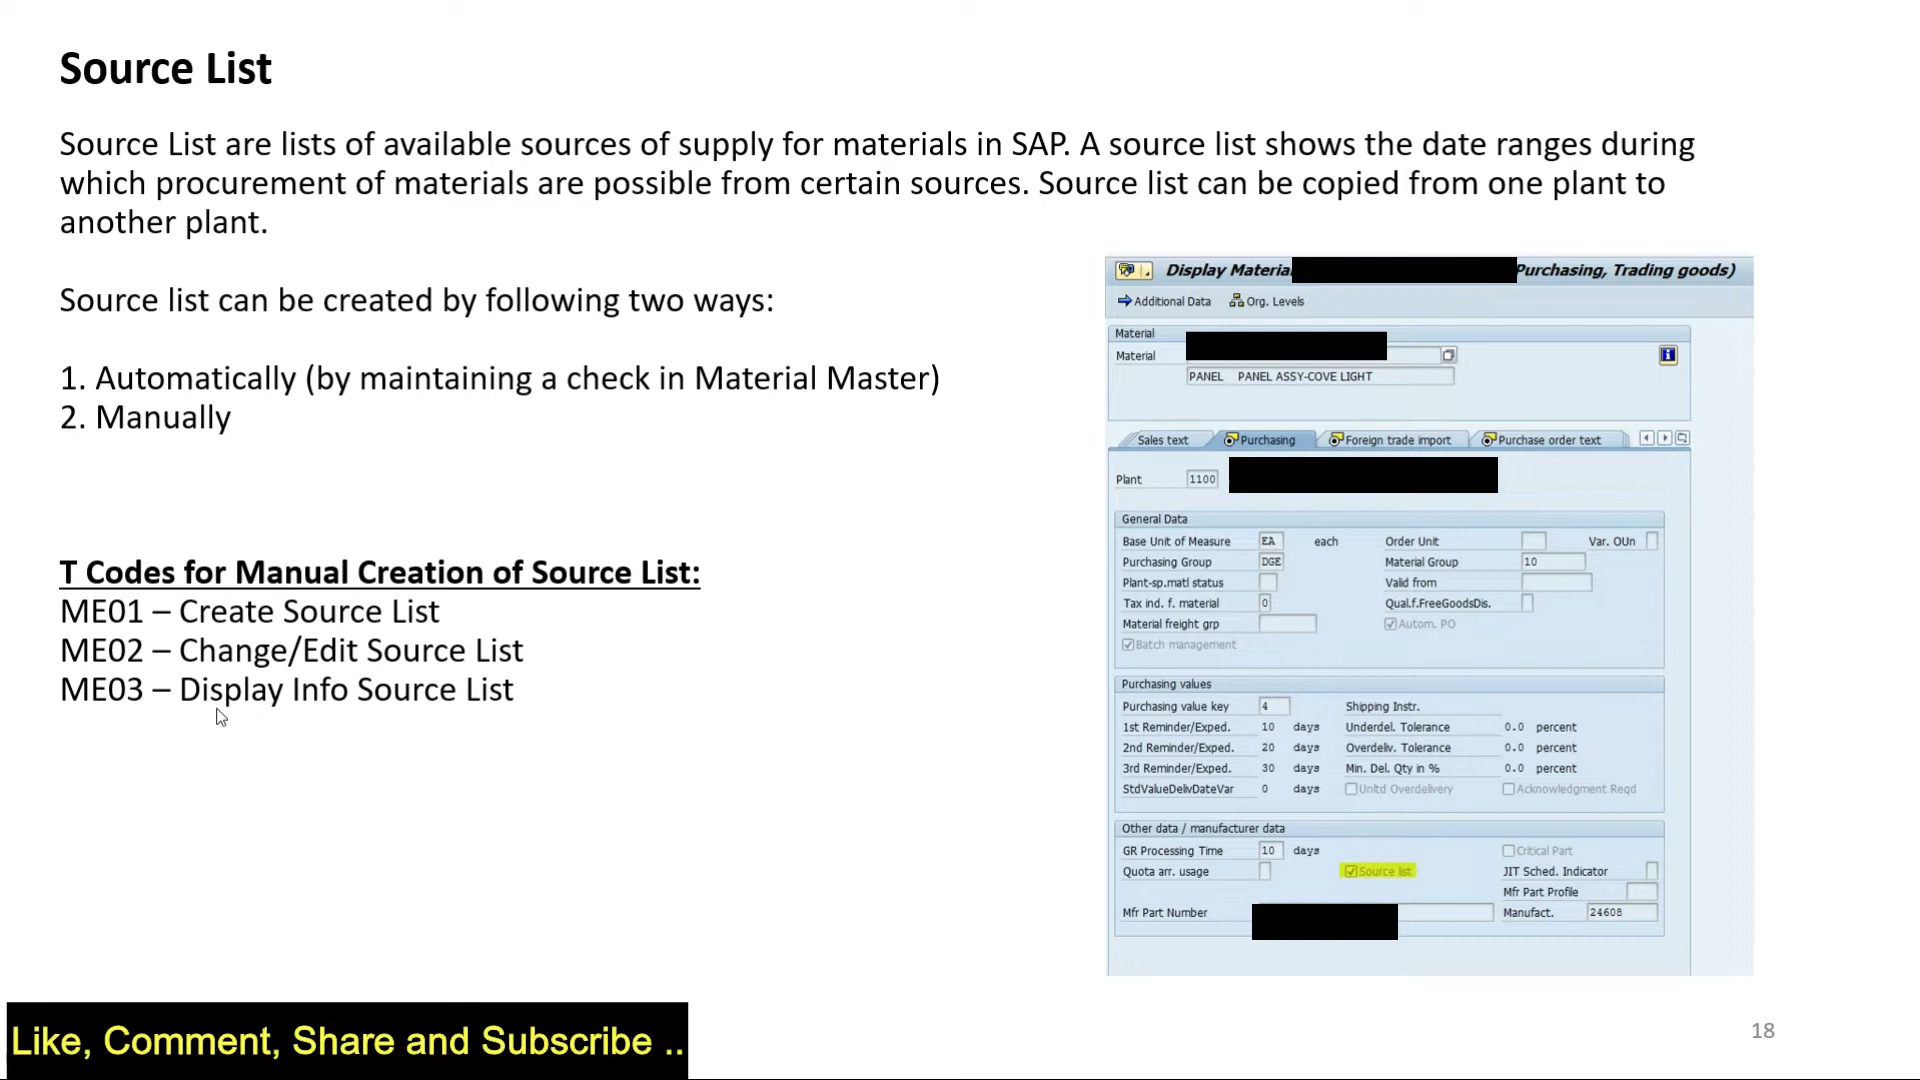 Source List
Source List are lists of available sources of supply for materials in SAP. A source list shows the date ranges during
which procurement of materials are possible from certain sources. Source list can be copied from one plant to
another plant.
Source list can be created by following two ways:
1. Automatically (by maintaining a check in Material Master)
2. Manually
T Codes for Manual Creation of Source List:
ME01 – Create Source List
ME02 – Change/Edit Source List
ME03 – Display Info Source List
Display Material Purchasing, Trading goods)
Additional Data Org. Levels
Material
Material
PANEL PANEL ASSY-COVE LIGHT
Sales text Purchasing Foreign trade import Purchase order text
Plant 1100
General Data
Base Unit of Measure EA each Order Unit Var. OUn
Purchasing Group DGE Material Group 10
Plant-sp.matl status Valid from
Tax ind. f. material 0 Qual.f.FreeGoodsDis.
Material freight grp Autom. PO
Batch management
Purchasing values
Purchasing value key 4 Shipping Instr.
1st Reminder/Exped. 10 days Underdel. Tolerance 0.0 percent
2nd Reminder/Exped. 20 days Overdeliv. Tolerance 0.0 percent
3rd Reminder/Exped. 30 days Min. Del. Qty in % 0.0 percent
StdValueDelivDateVar 0 days Unltd Overdelivery Acknowledgment Reqd
Other data / manufacturer data
GR Processing Time 10 days Critical Part
Quota arr. usage Source list JIT Sched. Indicator
Mfr Part Profile
Mfr Part Number Manufact. 24608
Like, Comment, Share and Subscribe ..
18